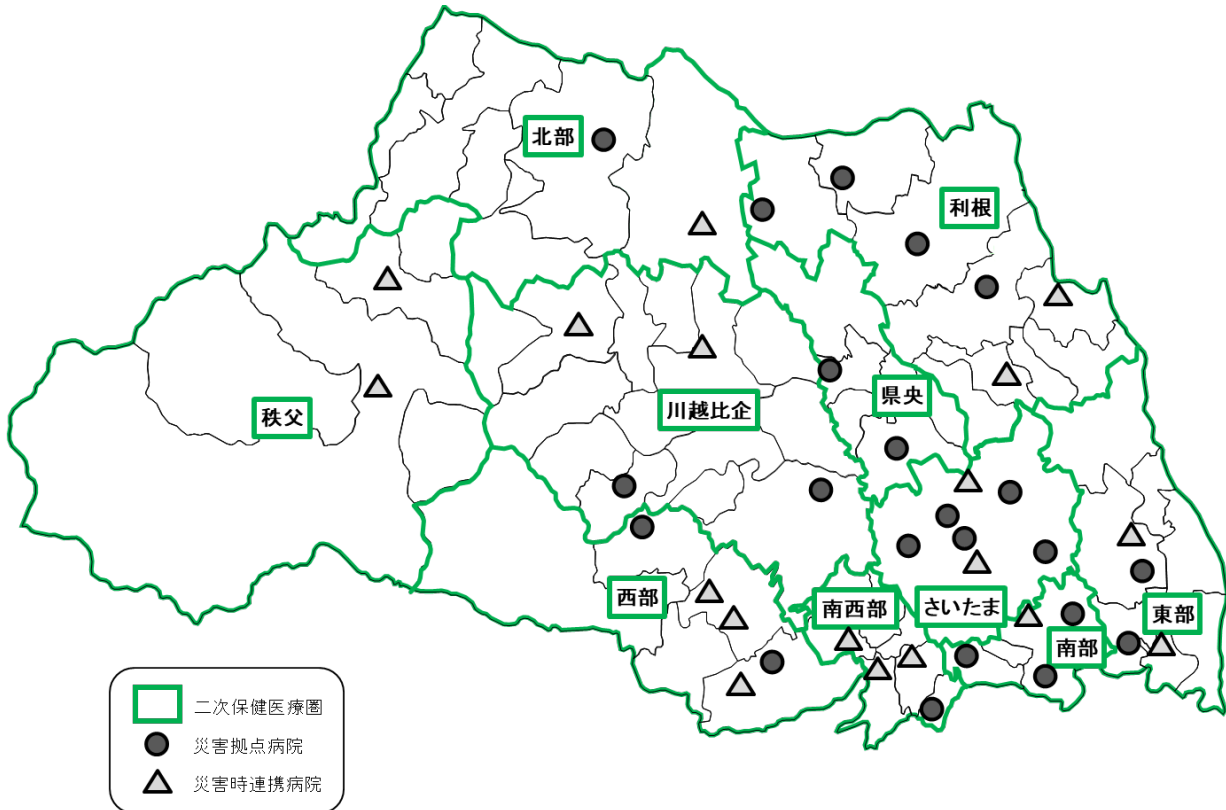 北部
利根
県央
秩父
川越比企
西部
南西部
さいたま
東部
南部
二次保健医療圏
災害拠点病院
災害時連携病院